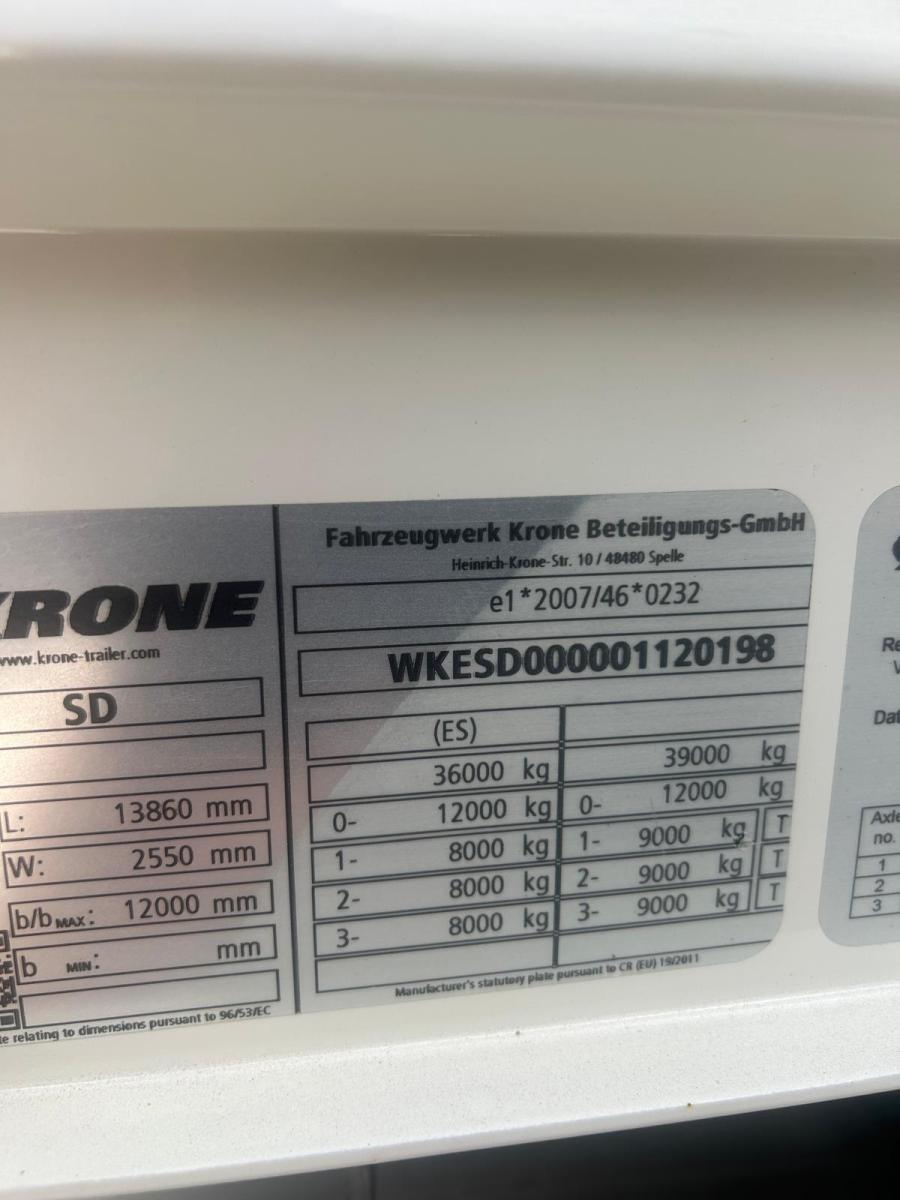 KRONE
www.krone-trailer.com
SD
L: 13860 mm
W: 2550 mm
b/b MAX: 12000 mm
b MIN: mm
relating to dimensions pursuant to 96/53/EC
Fahrzeugwerk Krone Beteiligungs-GmbH
Heinrich-Krone-Str. 10 / 48480 Spelle
e1*2007/46*0232
WKESD000001120198
(ES)
36000 kg 39000 kg
0- 12000 kg 0- 12000 kg
1- 8000 kg 1- 9000 kg T
2- 8000 kg 2- 9000 kg T
3- 8000 kg 3- 9000 kg T
Manufacturer's statutory plate pursuant to CR (EU) 19/2011
Axle
no.
1
2
3